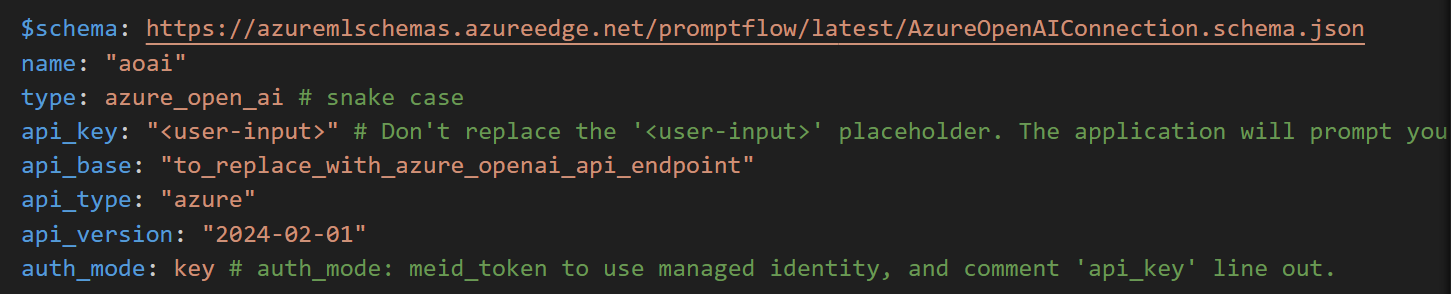 $schema: https://azuremlschemas.azureedge.net/promptflow/latest/AzureOpenAIConnection.schema.json
name: "aoai"
type: azure_open_ai # snake case
api_key: "<user-input>" # Don't replace the '<user-input>' placeholder. The application will prompt you
api_base: "to_replace_with_azure_openai_api_endpoint"
api_type: "azure"
api_version: "2024-02-01"
auth_mode: key # auth_mode: meid_token to use managed identity, and comment 'api_key' line out.